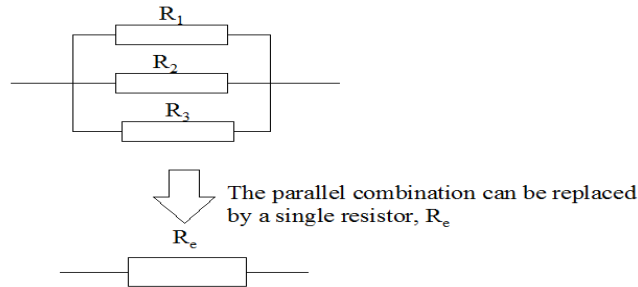 R₁
R₂
R₃
The parallel combination can be replaced
by a single resistor, Rₑ
Rₑ